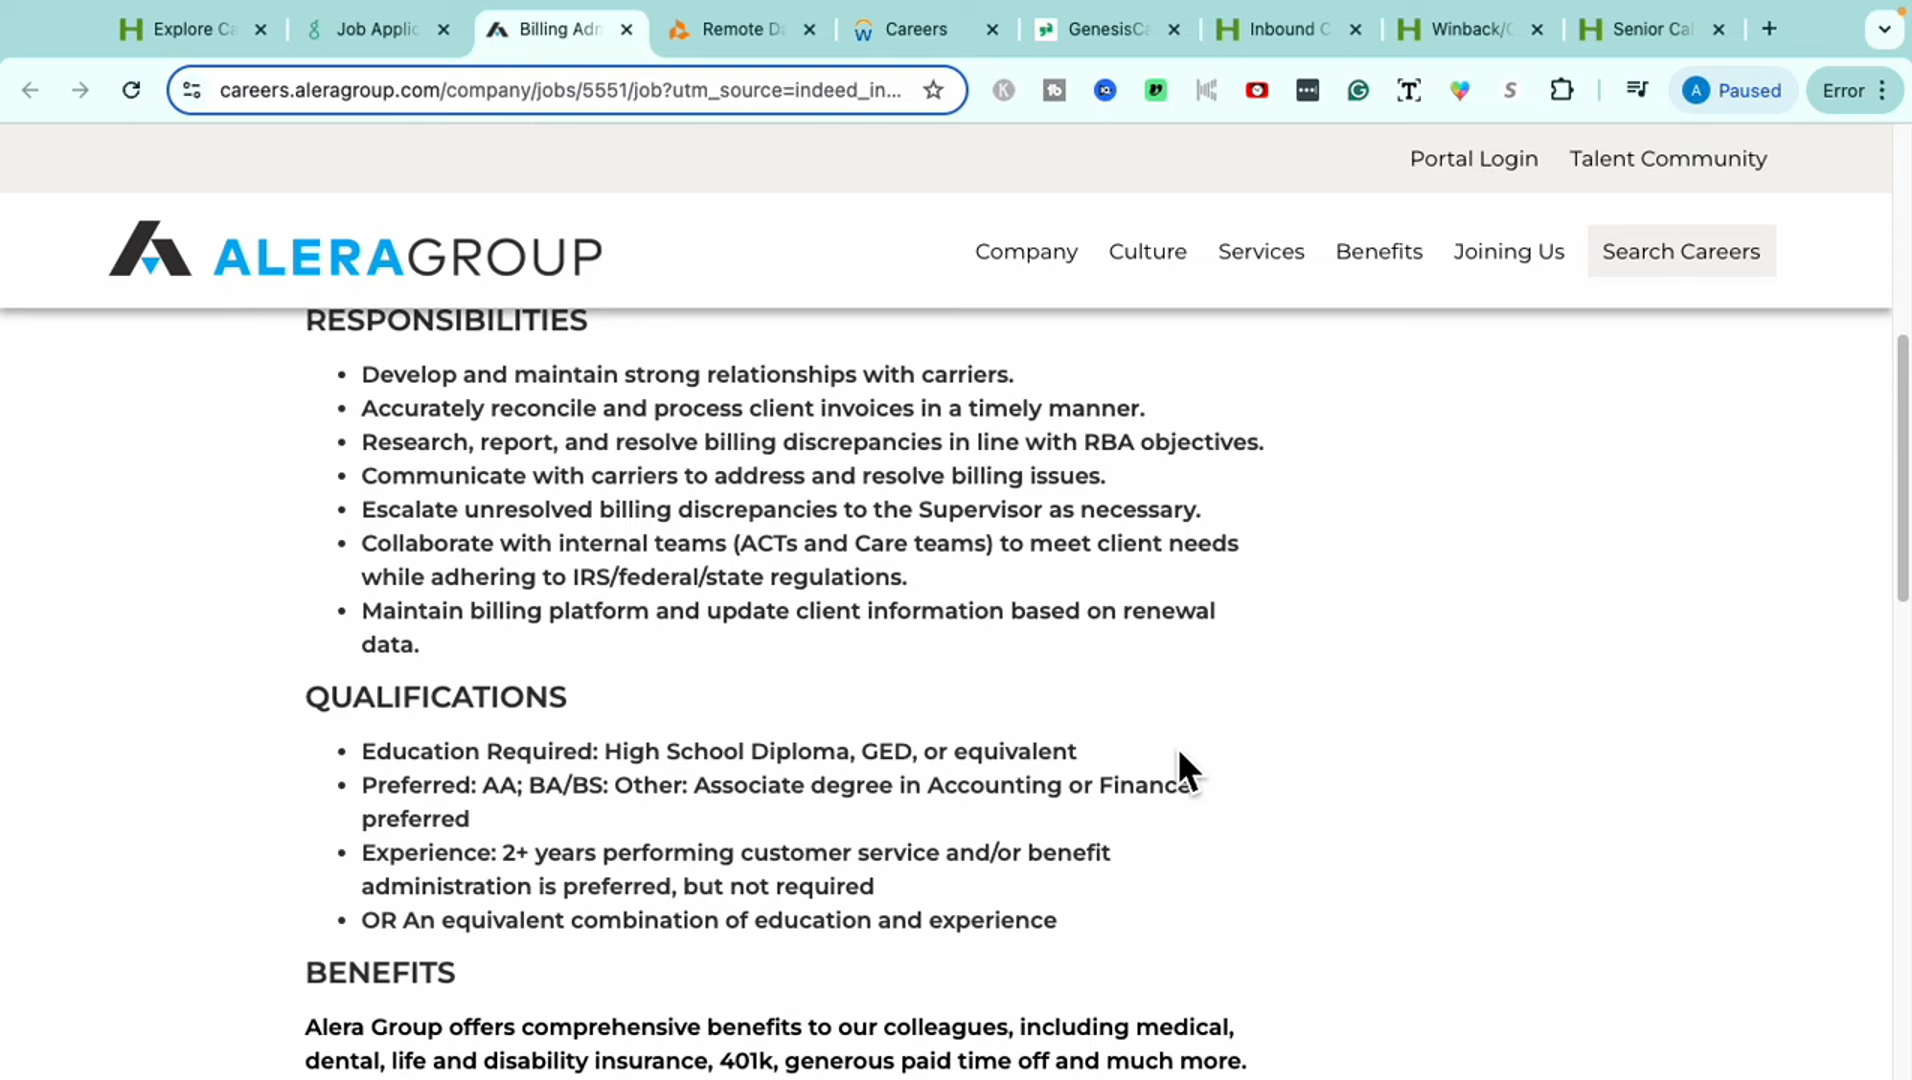 Explore Ca
Job Applic
Billing Adn
Remote Da
Careers
GenesisCa
Inbound C
Winback/C
Senior Cal
careers.aleragroup.com/company/jobs/5551/job?utm_source=indeed_in...
Paused
Error
Portal Login
Talent Community
ALERAGROUP
Company
Culture
Services
Benefits
Joining Us
Search Careers
RESPONSIBILITIES
• Develop and maintain strong relationships with carriers.
• Accurately reconcile and process client invoices in a timely manner.
• Research, report, and resolve billing discrepancies in line with RBA objectives.
• Communicate with carriers to address and resolve billing issues.
• Escalate unresolved billing discrepancies to the Supervisor as necessary.
• Collaborate with internal teams (ACTs and Care teams) to meet client needs
while adhering to IRS/federal/state regulations.
• Maintain billing platform and update client information based on renewal
data.
QUALIFICATIONS
• Education Required: High School Diploma, GED, or equivalent
• Preferred: AA; BA/BS: Other: Associate degree in Accounting or Finance
preferred
• Experience: 2+ years performing customer service and/or benefit
administration is preferred, but not required
• OR An equivalent combination of education and experience
BENEFITS
Alera Group offers comprehensive benefits to our colleagues, including medical,
dental, life and disability insurance, 401k, generous paid time off and much more.